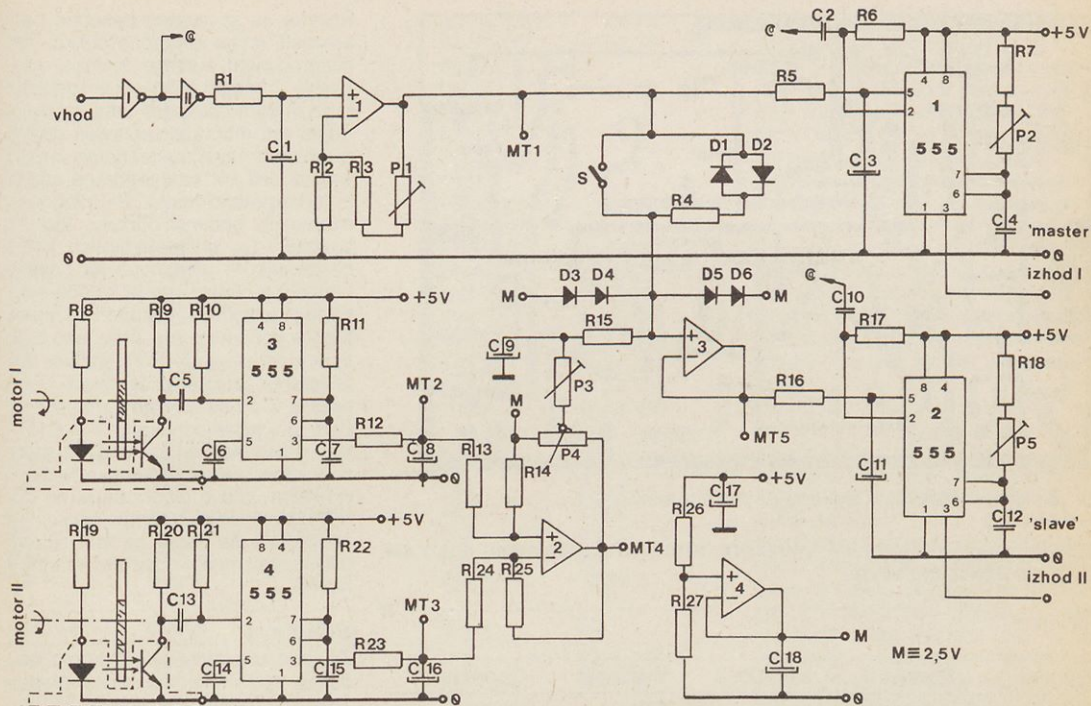 vhod
I
II
R1
C1
R2
R3
P1
+
-
1
MT1
S
D1
D2
R4
R5
C2
R6
C3
4
8
5
2
1
555
7
6
1
3
+5V
R7
P2
C4
'master'
0
0
izhod I
R8
R9
R10
+5V
motor I
C5
4
8
3
555
2
7
6
5
3
1
R11
C6
C7
R12
MT2
C8
0
R19
R20
R21
+5V
motor II
C13
8
4
4
555
2
7
6
5
3
1
R22
C14
C15
R23
MT3
C16
0
M
D3
D4
D5
D6
M
C9
R15
P3
M
R14
P4
R13
R24
R25
+
-
2
MT4
+
-
3
MT5
R16
C10
R17
+5V
8
4
5
2
2
555
7
6
1
3
R18
P5
C11
C12
'slave'
0
izhod II
R26
R27
C17
+5V
+
-
4
M
C18
0
M≡2,5V